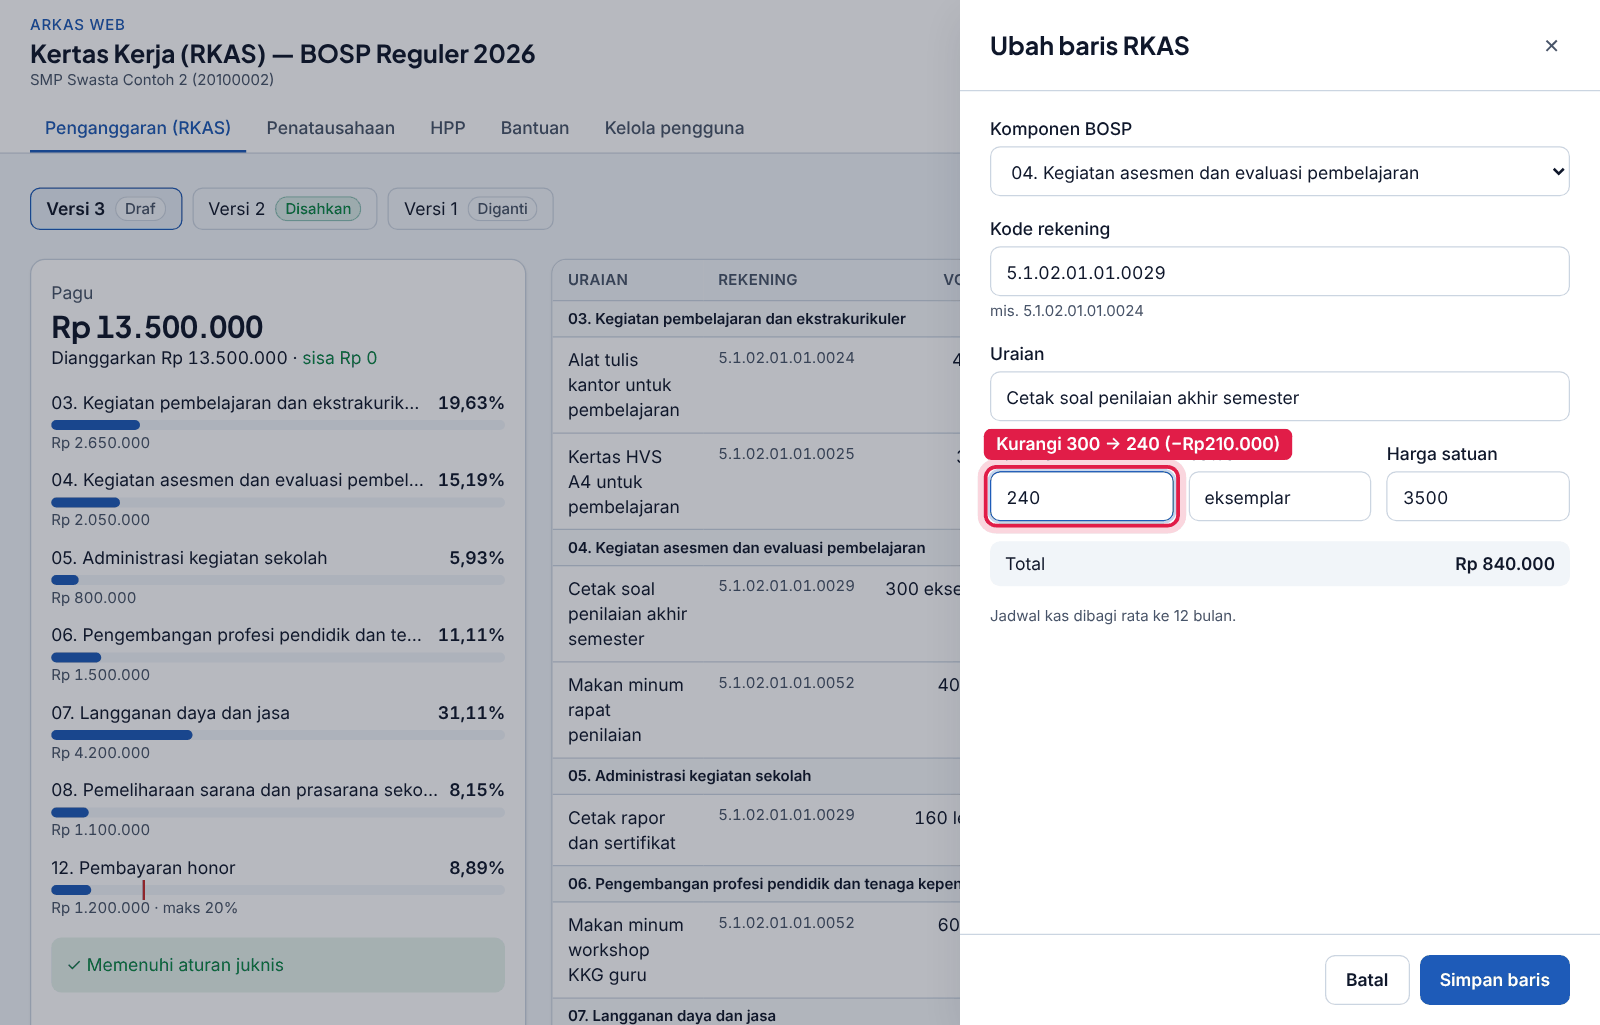 ARKAS WEB
Kertas Kerja (RKAS) — BOSP Reguler 2026
SMP Swasta Contoh 2 (20100002)
Penganggaran (RKAS)
Penatausahaan
HPP
Bantuan
Kelola pengguna
Versi 3 Draf
Versi 2 Disahkan
Versi 1 Diganti
Pagu
Rp 13.500.000
Dianggarkan Rp 13.500.000 · sisa Rp 0
03. Kegiatan pembelajaran dan ekstrakurik... 19,63%
Rp 2.650.000
04. Kegiatan asesmen dan evaluasi pembel... 15,19%
Rp 2.050.000
05. Administrasi kegiatan sekolah 5,93%
Rp 800.000
06. Pengembangan profesi pendidik dan te... 11,11%
Rp 1.500.000
07. Langganan daya dan jasa 31,11%
Rp 4.200.000
08. Pemeliharaan sarana dan prasarana seko... 8,15%
Rp 1.100.000
12. Pembayaran honor 8,89%
Rp 1.200.000 · maks 20%
✓ Memenuhi aturan juknis
URAIAN REKENING
03. Kegiatan pembelajaran dan ekstrakurikuler
Alat tulis 5.1.02.01.01.0024 4
kantor untuk
pembelajaran
Kertas HVS 5.1.02.01.01.0025
A4 untuk
pembelajaran
04. Kegiatan asesmen dan evaluasi pembelajaran
Cetak soal 5.1.02.01.01.0029 300 ekse
penilaian akhir
semester
Makan minum 5.1.02.01.01.0052 40
rapat
penilaian
05. Administrasi kegiatan sekolah
Cetak rapor 5.1.02.01.01.0029 160 le
dan sertifikat
06. Pengembangan profesi pendidik dan tenaga kepen
Makan minum 5.1.02.01.01.0052 60
workshop
KKG guru
07. Langganan daya dan jasa
Ubah baris RKAS
×
Komponen BOSP
04. Kegiatan asesmen dan evaluasi pembelajaran
Kode rekening
5.1.02.01.01.0029
mis. 5.1.02.01.01.0024
Uraian
Cetak soal penilaian akhir semester
Kurangi 300 → 240 (−Rp210.000)
Harga satuan
240
eksemplar
3500
Total Rp 840.000
Jadwal kas dibagi rata ke 12 bulan.
Batal
Simpan baris